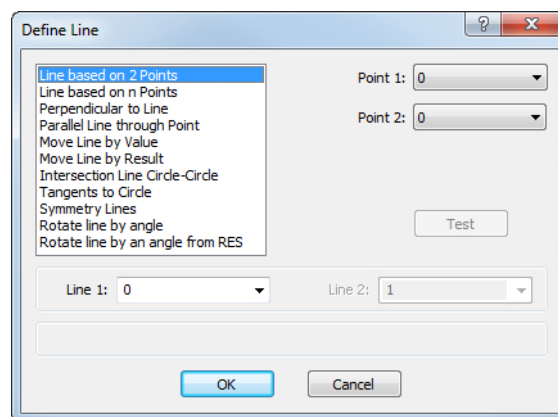 Define Line
?
Line based on 2 Points
Line based on n Points
Perpendicular to Line
Parallel Line through Point
Move Line by Value
Move Line by Result
Intersection Line Circle-Circle
Tangents to Circle
Symmetry Lines
Rotate line by angle
Rotate line by an angle from RES
Point 1: 0
Point 2: 0
Test
Line 1: 0
Line 2: 1
OK
Cancel